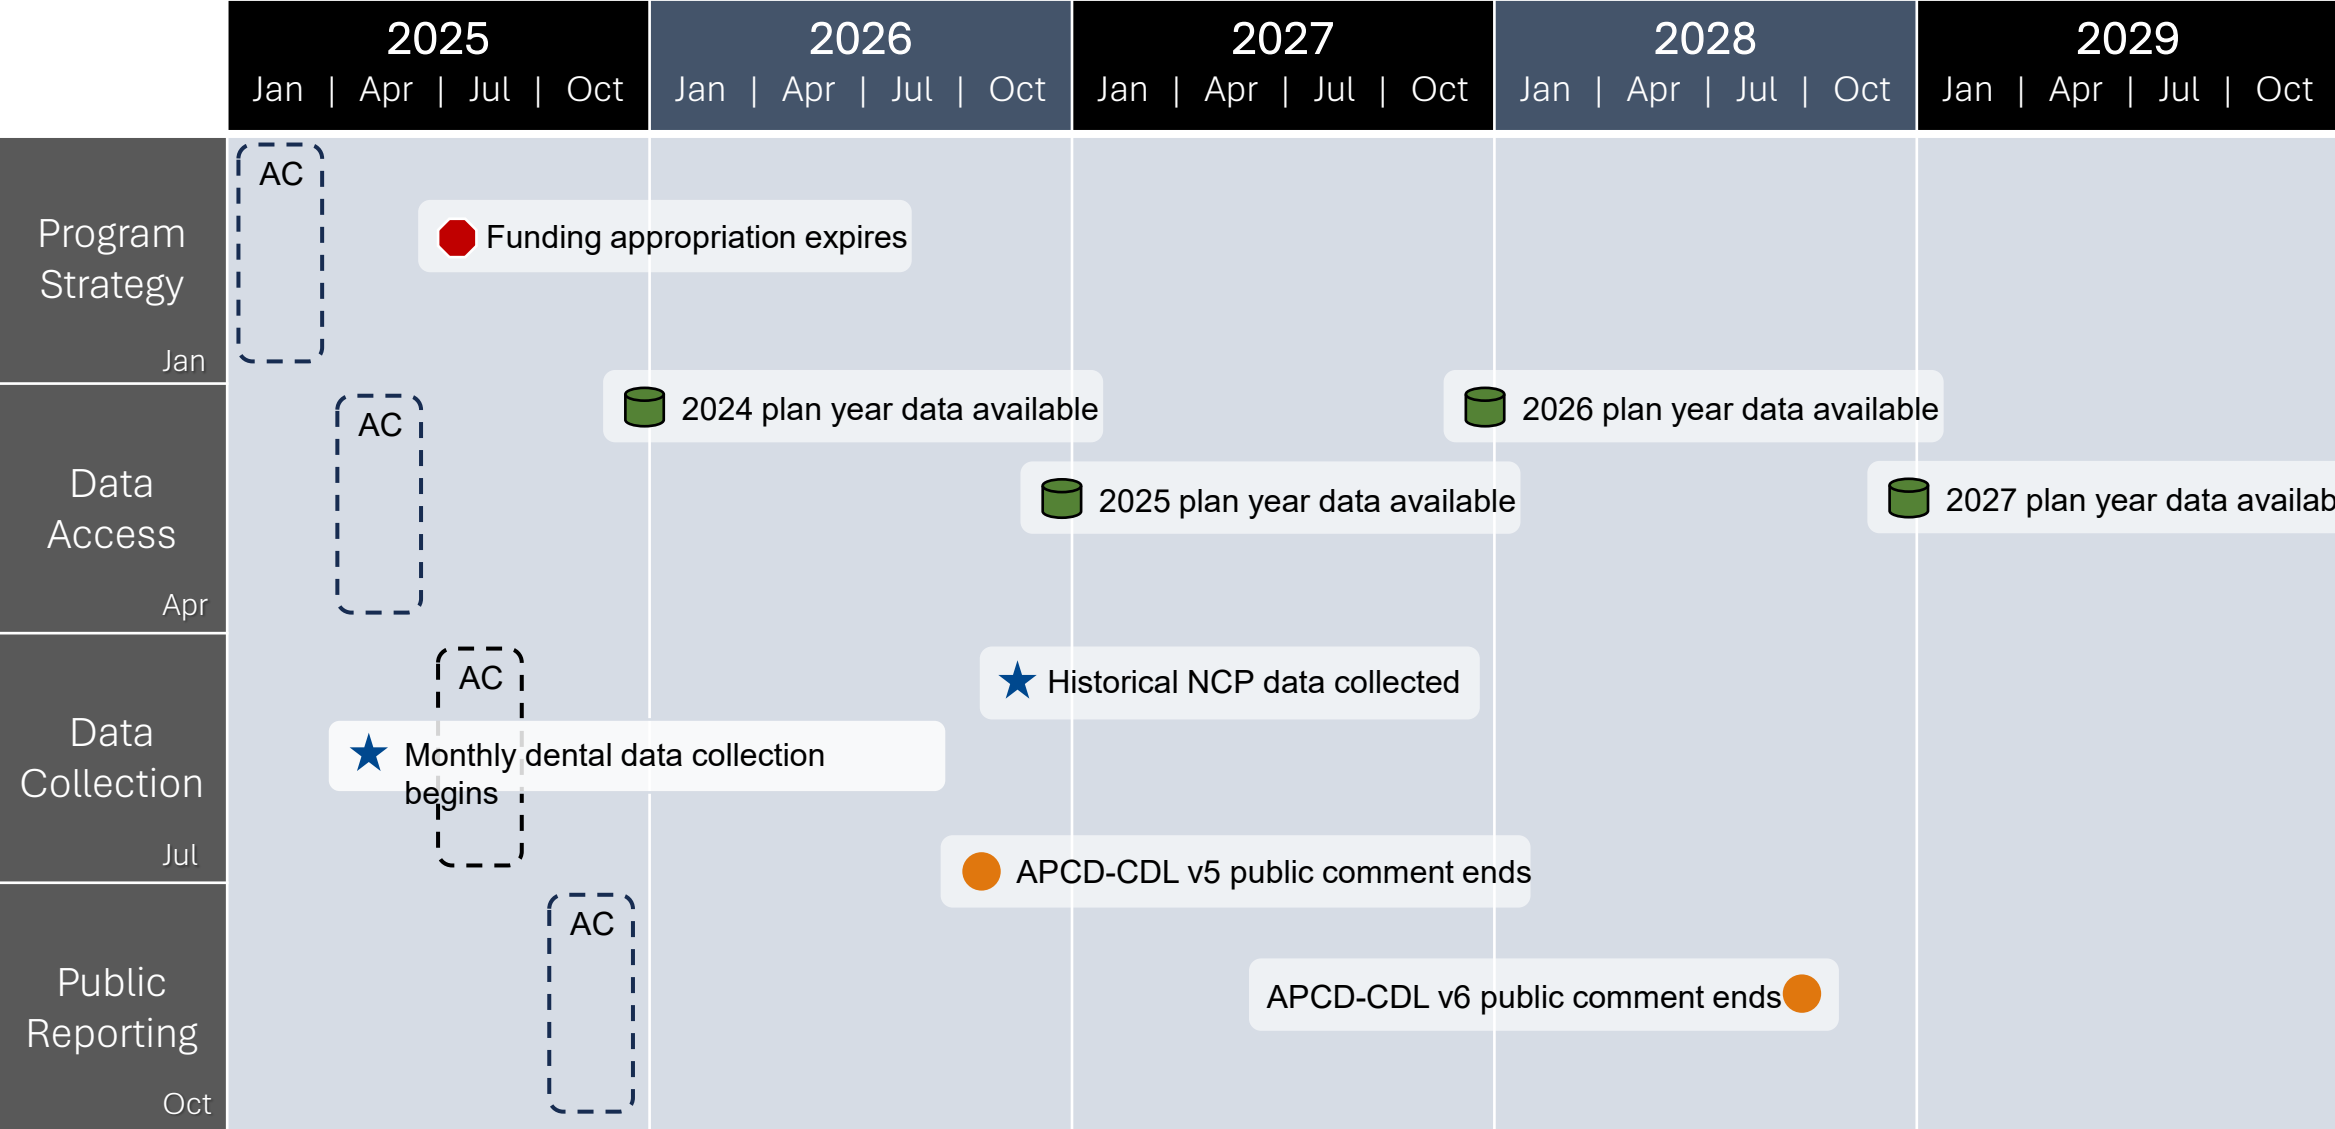 2025 2026 2027 2028 2029
Jan | Apr | Jul | Oct Jan | Apr | Jul | Oct Jan | Apr | Jul | Oct Jan | Apr | Jul | Oct Jan | Apr | Jul | Oct
Program
Strategy
Jan
AC
Funding appropriation expires
Data
Access
Apr
AC
2024 plan year data available
2026 plan year data available
2025 plan year data available
2027 plan year data availab
Data
Collection
Jul
AC
Historical NCP data collected
Monthly dental data collection
begins
APCD-CDL v5 public comment ends
Public
Reporting
Oct
AC
APCD-CDL v6 public comment ends